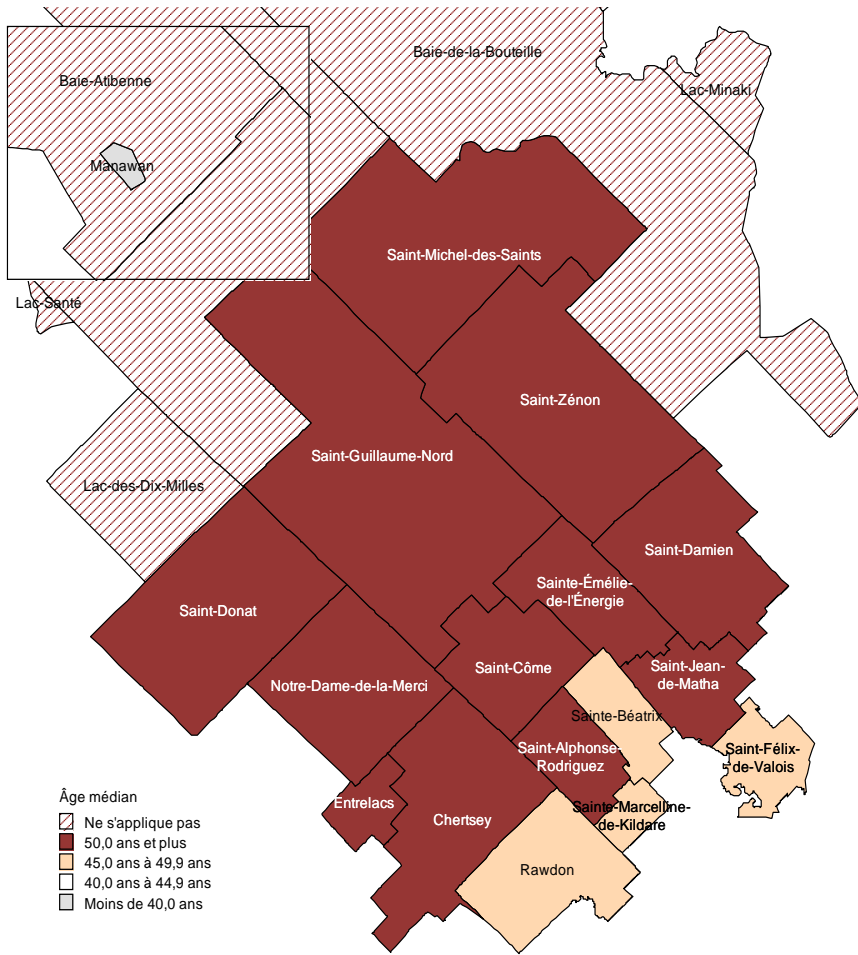 Baie-de-la-Bouteille
Baie-Atibenne
Lac-Minaki
Manawan
Saint-Michel-des-Saints
Lac-Santé
Saint-Zénon
Saint-Guillaume-Nord
Lac-des-Dix-Milles
Saint-Damien
Sainte-Émélie-
de-l'Énergie
Saint-Donat
Saint-Côme
Saint-Jean-
de-Matha
Notre-Dame-de-la-Merci
Sainte-Béatrix
Saint-Alphonse-
Rodriguez
Saint-Félix-
de-Valois
Entrelacs
Chertsey
Sainte-Marcelline-
de-Kildare
Rawdon
Âge médian
Ne s'applique pas
50,0 ans et plus
45,0 ans à 49,9 ans
40,0 ans à 44,9 ans
Moins de 40,0 ans